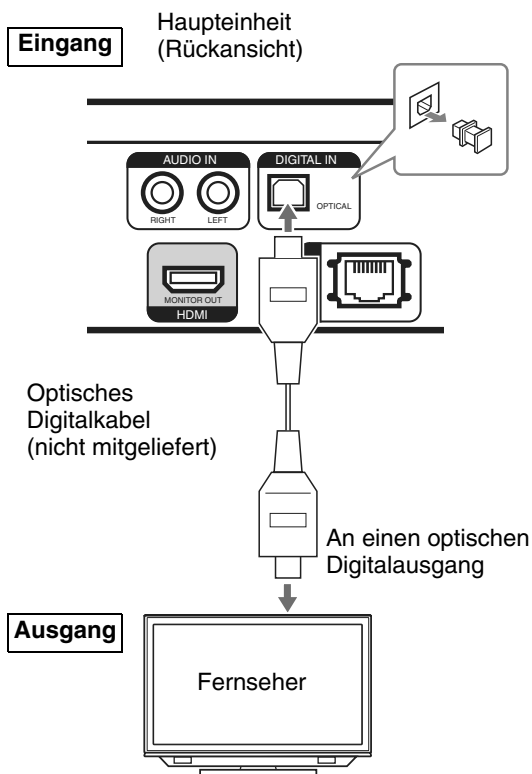 Haupteinheit
(Rückansicht)
Eingang
AUDIO IN
DIGITAL IN
RIGHT
LEFT
OPTICAL
MONITOR OUT
HDMI
Optisches
Digitalkabel
(nicht mitgeliefert)
An einen optischen
Digitalausgang
Ausgang
Fernseher